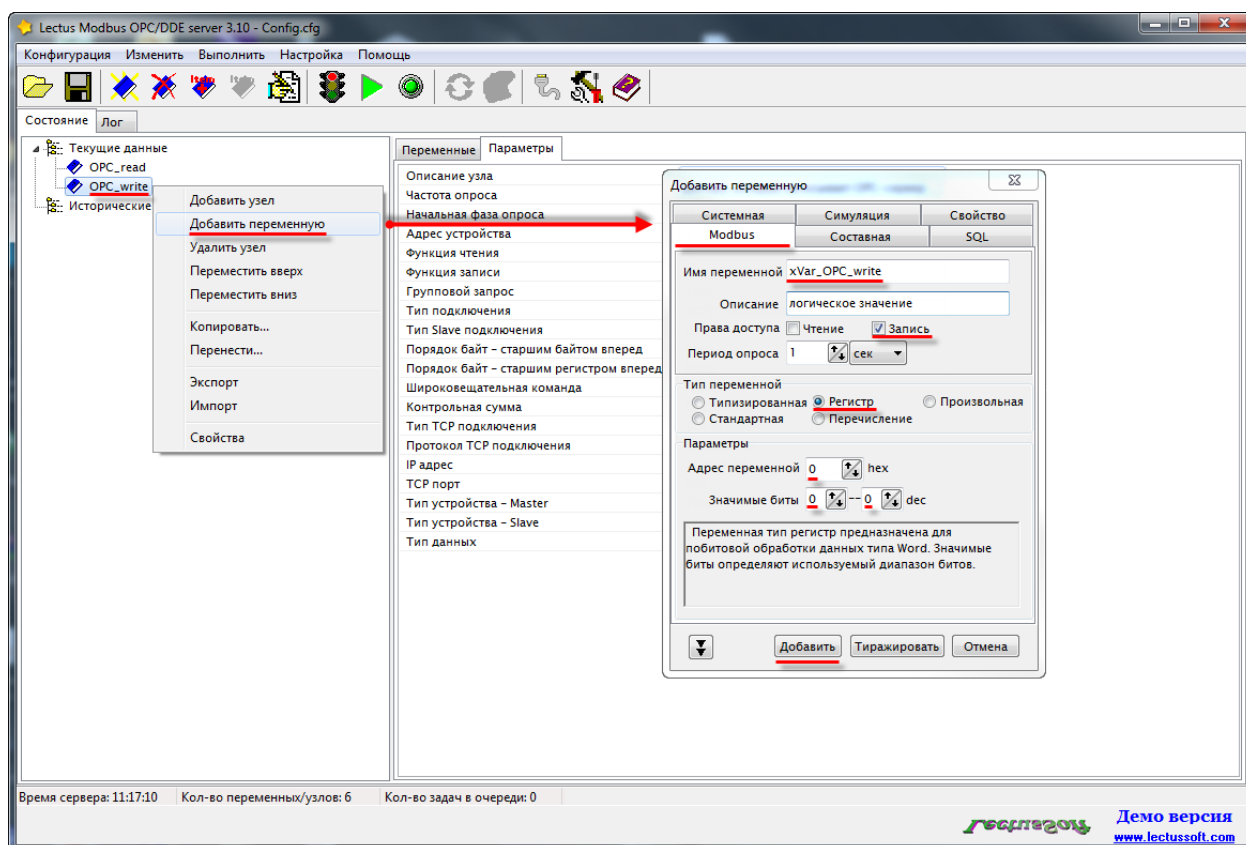 Lectus Modbus OPC/DDE server 3.10 - Config.cfg
Конфигурация Изменить Выполнить Настройка Помощь
Состояние Лог
Текущие данные
OPC_read
OPC_write
Исторические
Добавить узел
Добавить переменную
Удалить узел
Переместить вверх
Переместить вниз
Копировать...
Перенести...
Экспорт
Импорт
Свойства
Переменные Параметры
Описание узла
Частота опроса
Начальная фаза опроса
Адрес устройства
Функция чтения
Функция записи
Групповой запрос
Тип подключения
Тип Slave подключения
Порядок байт - старшим байтом вперед
Порядок байт - старшим регистром вперед
Широковещательная команда
Контрольная сумма
Тип TCP подключения
Протокол TCP подключения
IP адрес
TCP порт
Тип устройства - Master
Тип устройства - Slave
Тип данных
Добавить переменную
Системная Симуляция Свойство
Modbus Составная SQL
Имя переменной xVar_OPC_write
Описание логическое значение
Права доступа Чтение Запись
Период опроса 1 сек
Тип переменной
Типизированная Регистр Произвольная
Стандартная Перечисление
Параметры
Адрес переменной 0 hex
Значимые биты 0 -- 0 dec
Переменная тип регистр предназначена для
побитовой обработки данных типа Word. Значимые
биты определяют используемый диапазон битов.
Добавить Тиражировать Отмена
Время сервера: 11:17:10 Кол-во переменных/узлов: 6 Кол-во задач в очереди: 0
Lectussoft
Демо версия
www.lectussoft.com